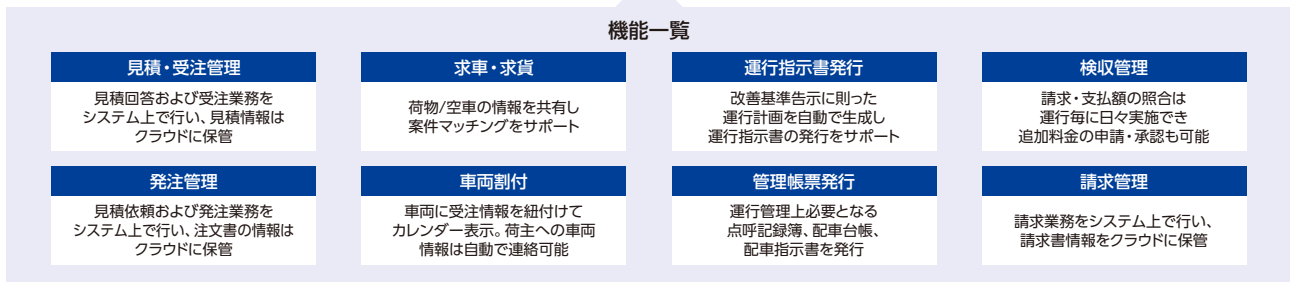 機能一覧
見積・受注管理
見積回答および受注業務を
システム上で行い、見積情報は
クラウドに保管
求車・求貨
荷物/空車の情報を共有し
案件マッチングをサポート
運行指示書発行
改善基準告示に則った
運行計画を自動で生成し
運行指示書の発行をサポート
検収管理
請求・支払額の照合は
運行毎に日々実施でき
追加料金の申請・承認も可能
発注管理
見積依頼および発注業務を
システム上で行い、注文書の情報は
クラウドに保管
車両割付
車両に受注情報を紐付けて
カレンダー表示。荷主への車両
情報は自動で連絡可能
管理帳票発行
運行管理上必要となる
点呼記録簿、配車台帳、
配車指示書を発行
請求管理
請求業務をシステム上で行い、
請求書情報をクラウドに保管